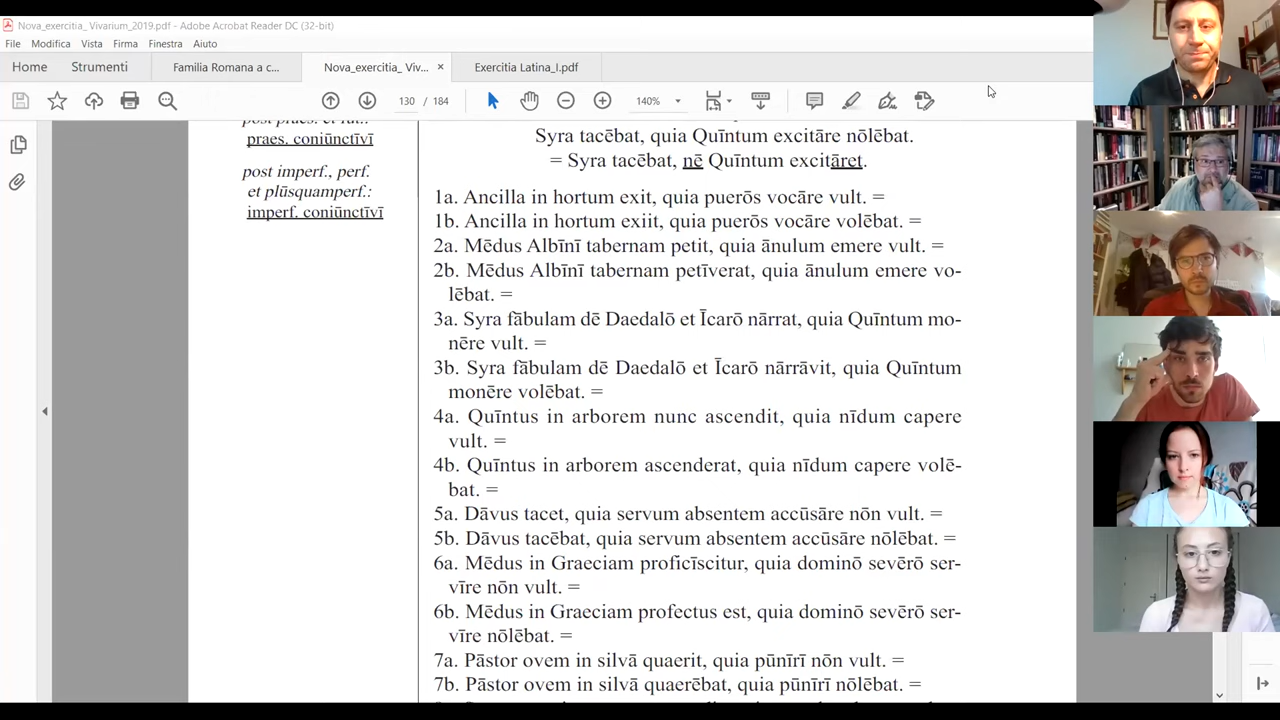 Nova_exercitia_ Vivarium_2019.pdf - Adobe Acrobat Reader DC (32-bit)
File Modifica Vista Firma Finestra Aiuto
Home Strumenti Familia Romana a c... Nova_exercitia_ Viv... × Exercitia Latina_I.pdf
130 / 184 140%
post praes. et fut.:
praes. coniūnctīvī
post imperf., perf.
et plūsquamperf.:
imperf. coniūnctīvī
Syra tacēbat, quia Quīntum excitāre nōlēbat.
= Syra tacēbat, nē Quīntum excitāret.
1a. Ancilla in hortum exit, quia puerōs vocāre vult. =
1b. Ancilla in hortum exiit, quia puerōs vocāre volēbat. =
2a. Mēdus Albīnī tabernam petit, quia ānulum emere vult. =
2b. Mēdus Albīnī tabernam petīverat, quia ānulum emere vo-
lēbat. =
3a. Syra fābulam dē Daedalō et Īcarō nārrat, quia Quīntum mo-
nēre vult. =
3b. Syra fābulam dē Daedalō et Īcarō nārrāvit, quia Quīntum
monēre volēbat. =
4a. Quīntus in arborem nunc ascendit, quia nīdum capere
vult. =
4b. Quīntus in arborem ascenderat, quia nīdum capere volē-
bat. =
5a. Dāvus tacet, quia servum absentem accūsāre nōn vult. =
5b. Dāvus tacēbat, quia servum absentem accūsāre nōlēbat. =
6a. Mēdus in Graeciam proficīscitur, quia dominō sevērō ser-
vīre nōn vult. =
6b. Mēdus in Graeciam profectus est, quia dominō sevērō ser-
vīre nōlēbat. =
7a. Pāstor ovem in silvā quaerit, quia pūnīrī nōn vult. =
7b. Pāstor ovem in silvā quaerēbat, quia pūnīrī nōlēbat. =